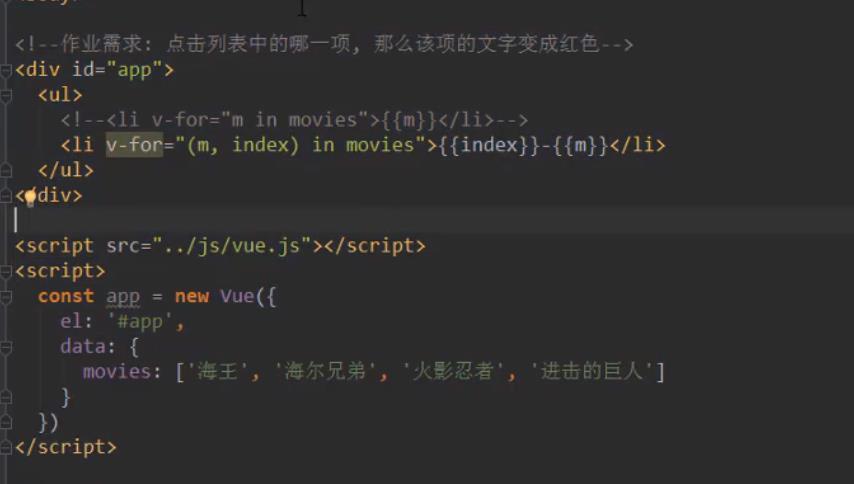 <!--作业需求: 点击列表中的哪一项, 那么该项的文字变成红色-->
<div id="app">
<ul>
<!--<li v-for="m in movies">{{m}}</li>-->
<li v-for="(m, index) in movies">{{index}}-{{m}}</li>
</ul>
</div>
<script src="../js/vue.js"></script>
<script>
const app = new Vue({
el: '#app',
data: {
movies: ['海王', '海尔兄弟', '火影忍者', '进击的巨人']
}
})
</script>